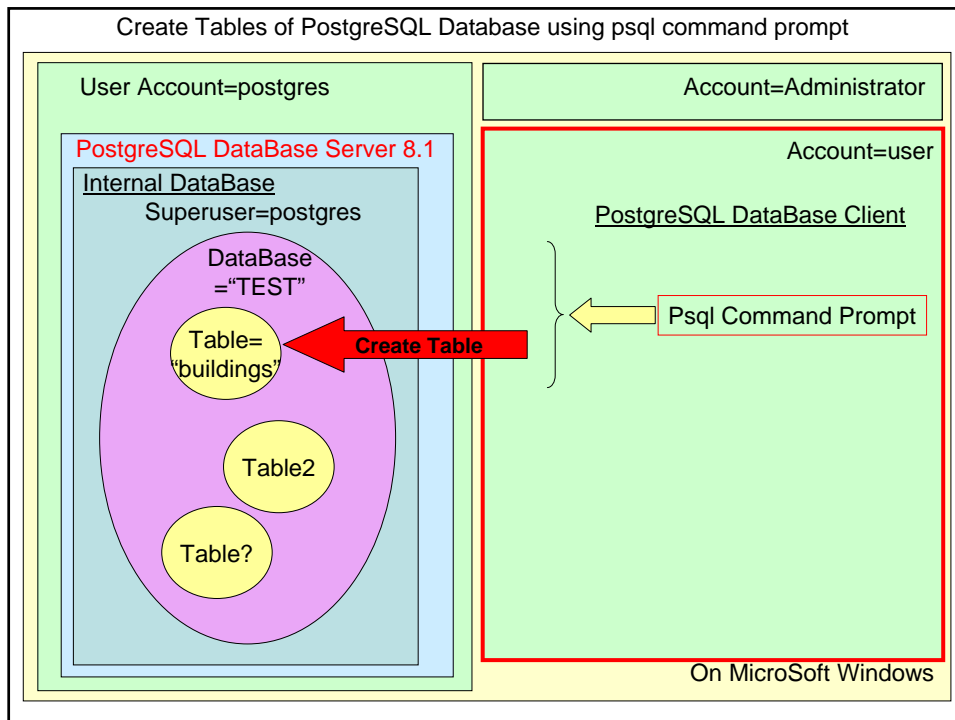 Create Tables of PostgreSQL Database using psql command prompt
User Account=postgres
Account=Administrator
PostgreSQL DataBase Server 8.1
Account=user
Internal DataBase
Superuser=postgres
PostgreSQL DataBase Client
DataBase
=“TEST”
Table=
“buildings”
Create Table
Psql Command Prompt
Table2
Table?
On MicroSoft Windows